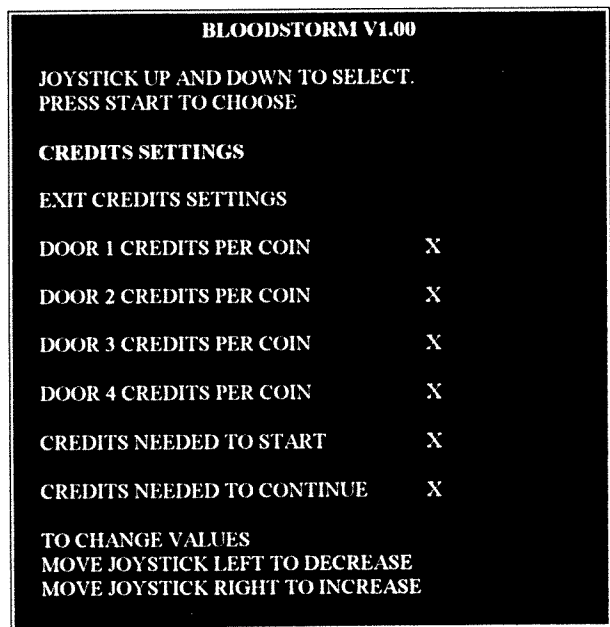 BLOODSTORM V1.00
JOYSTICK UP AND DOWN TO SELECT.
PRESS START TO CHOOSE
CREDITS SETTINGS
EXIT CREDITS SETTINGS
DOOR 1 CREDITS PER COIN X
DOOR 2 CREDITS PER COIN X
DOOR 3 CREDITS PER COIN X
DOOR 4 CREDITS PER COIN X
CREDITS NEEDED TO START X
CREDITS NEEDED TO CONTINUE X
TO CHANGE VALUES
MOVE JOYSTICK LEFT TO DECREASE
MOVE JOYSTICK RIGHT TO INCREASE